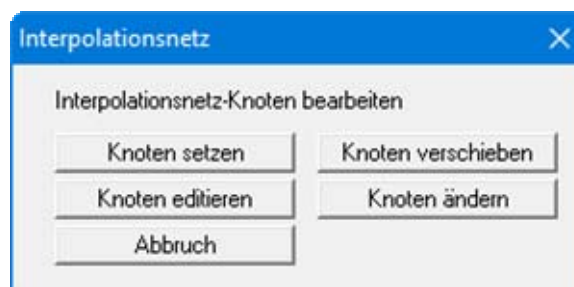 Interpolationsnetz
Interpolationsnetz-Knoten bearbeiten
Knoten setzen Knoten verschieben
Knoten editieren Knoten ändern
Abbruch